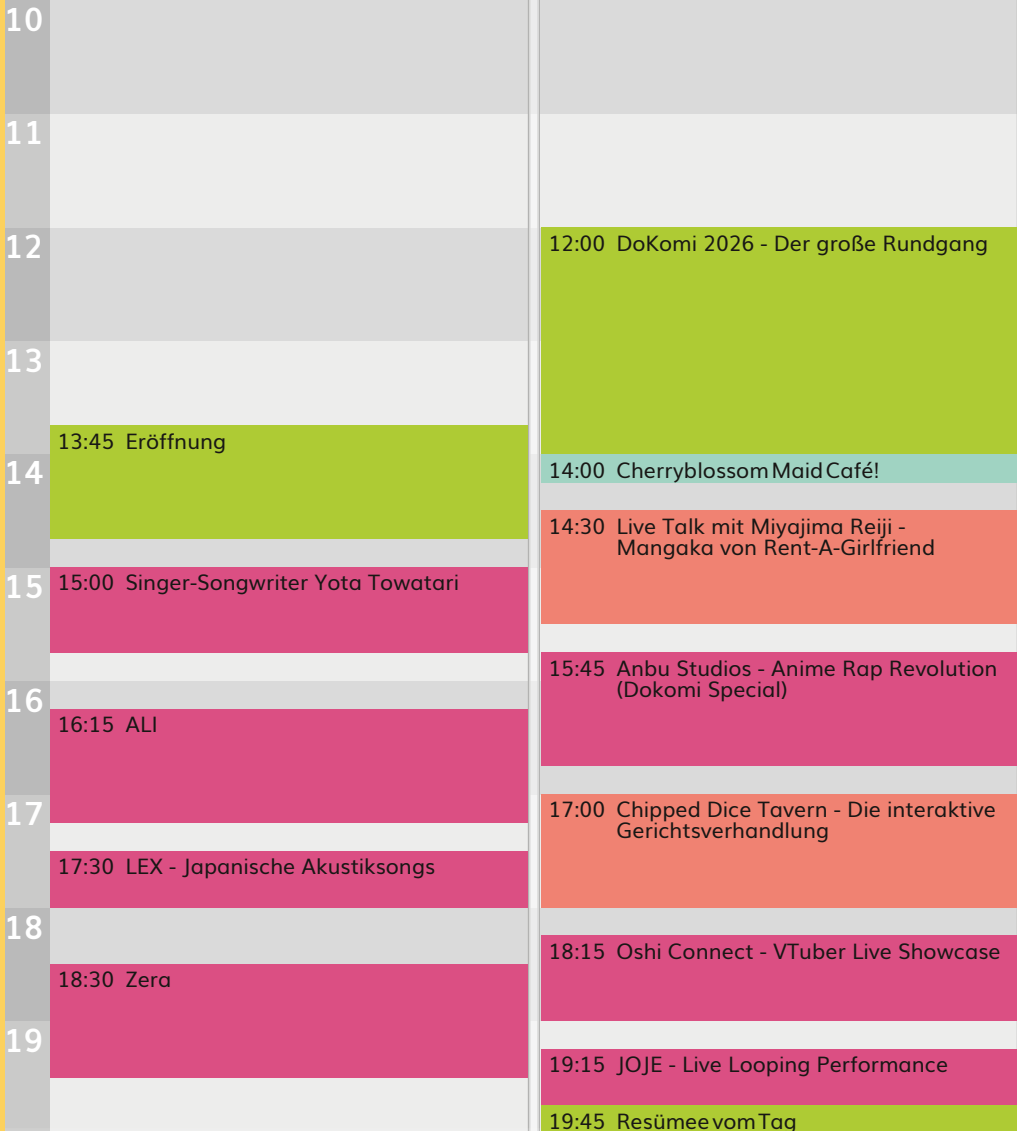 10
11
12
13
14
15
16
17
18
19
13:45 Eröffnung
15:00 Singer-Songwriter Yota Towatari
16:15 ALI
17:30 LEX - Japanische Akustiksongs
18:30 Zera
12:00 DoKomi 2026 - Der große Rundgang
14:00 Cherryblossom Maid Café!
14:30 Live Talk mit Miyajima Reiji -
Mangaka von Rent-A-Girlfriend
15:45 Anbu Studios - Anime Rap Revolution
(Dokomi Special)
17:00 Chipped Dice Tavern - Die interaktive
Gerichtsverhandlung
18:15 Oshi Connect - VTuber Live Showcase
19:15 JOJE - Live Looping Performance
19:45 Resümee vom Tag